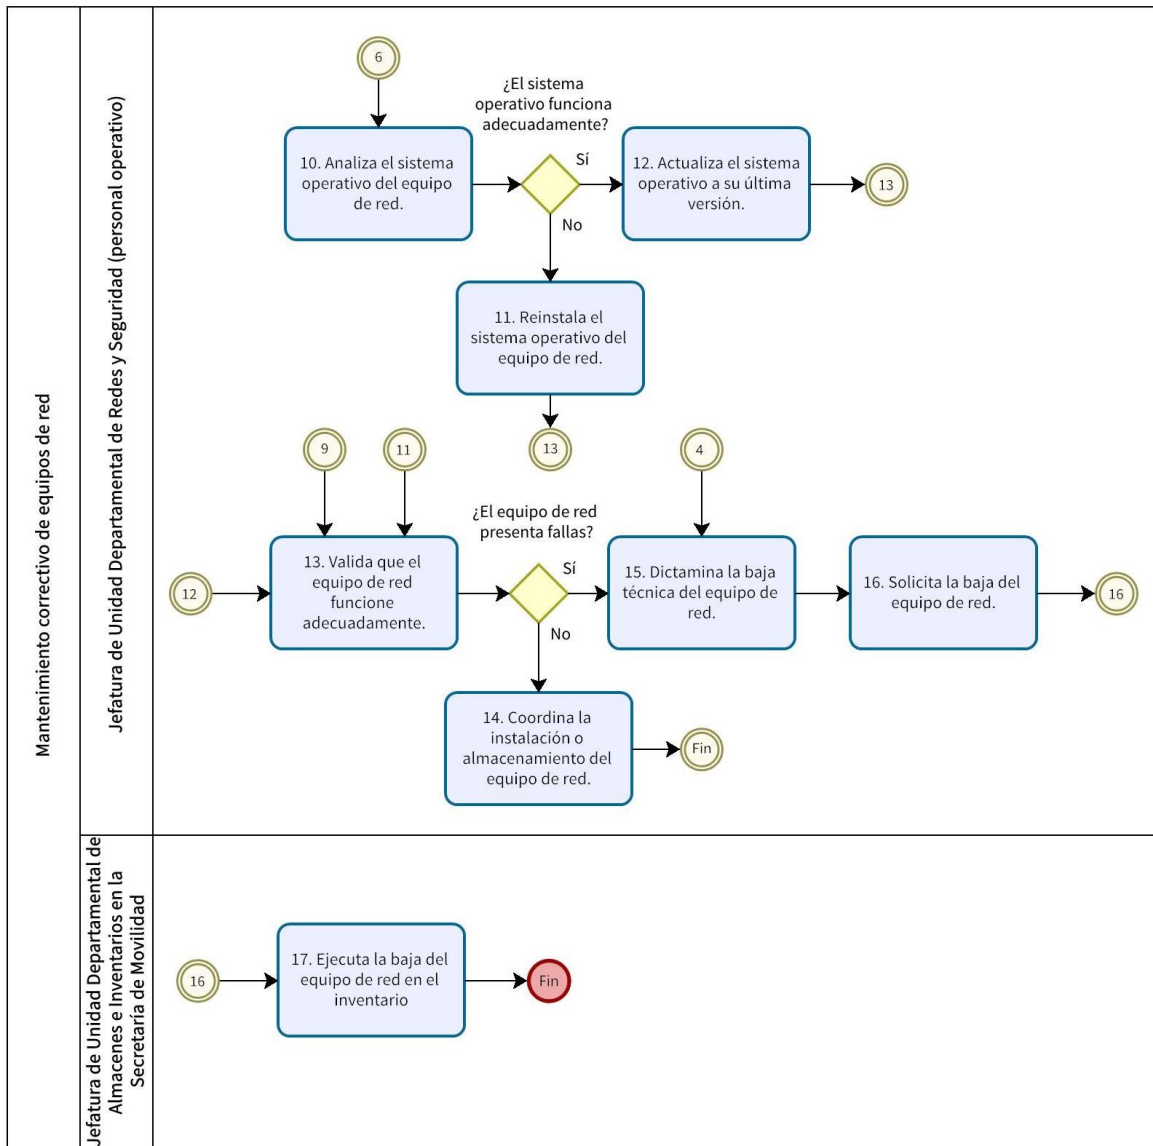 Mantenimiento correctivo de equipos de red
Jefatura de Unidad Departamental de Redes y Seguridad (personal operativo)
6
¿El sistema
operativo funciona
adecuadamente?
10. Analiza el sistema
operativo del equipo
de red.
Sí
12. Actualiza el sistema
operativo a su última
versión.
13
No
11. Reinstala el
sistema operativo del
equipo de red.
13
9
11
4
¿El equipo de red
presenta fallas?
12
13. Valida que el
equipo de red
funcione
adecuadamente.
Sí
15. Dictamina la baja
técnica del equipo de
red.
16. Solicita la baja del
equipo de red.
16
No
14. Coordina la
instalación o
almacenamiento del
equipo de red.
Fin
Jefatura de Unidad Departamental de
Almacenes e Inventarios en la
Secretaría de Movilidad
16
17. Ejecuta la baja del
equipo de red en el
inventario
Fin